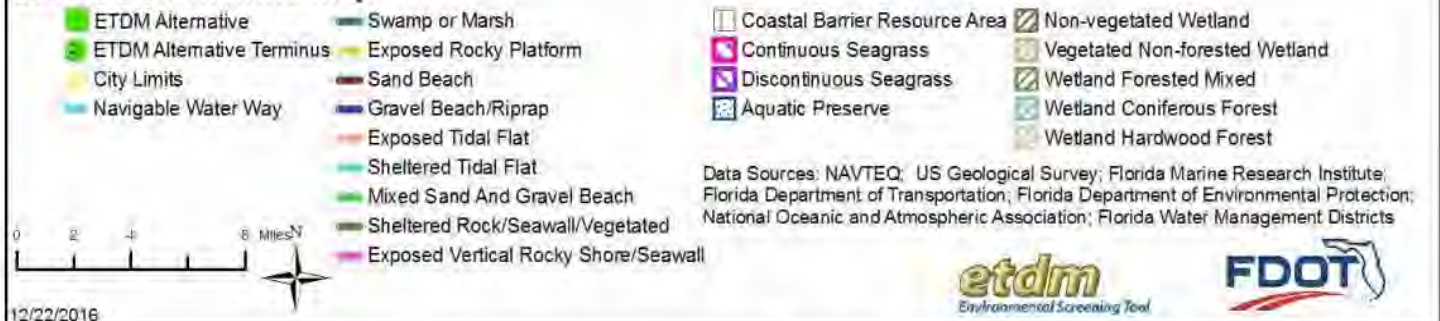 ETDM Alternative
ETDM Alternative Terminus
City Limits
Navigable Water Way
Swamp or Marsh
Exposed Rocky Platform
Sand Beach
Gravel Beach/Riprap
Exposed Tidal Flat
Sheltered Tidal Flat
Mixed Sand And Gravel Beach
Sheltered Rock/Seawall/Vegetated
Exposed Vertical Rocky Shore/Seawall
Coastal Barrier Resource Area
Continuous Seagrass
Discontinuous Seagrass
Aquatic Preserve
Non-vegetated Wetland
Vegetated Non-forested Wetland
Wetland Forested Mixed
Wetland Coniferous Forest
Wetland Hardwood Forest
Data Sources: NAVTEQ; US Geological Survey; Florida Marine Research Institute;
Florida Department of Transportation; Florida Department of Environmental Protection;
National Oceanic and Atmospheric Association; Florida Water Management Districts
0 2 4 8 Miles
N
12/22/2016
etdm
Environmental Screening Tool
FDOT